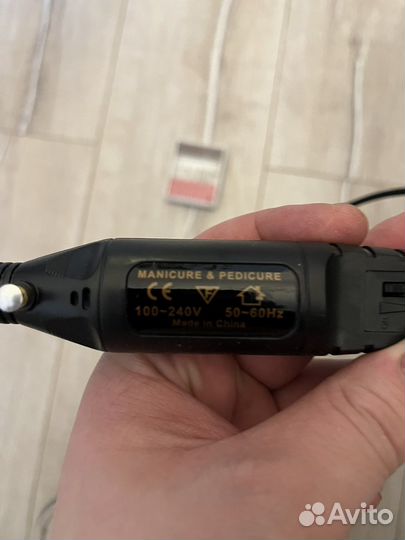 MANICURE & PEDICURE
CE F
100~240V 50~60Hz
Made in China
Avito